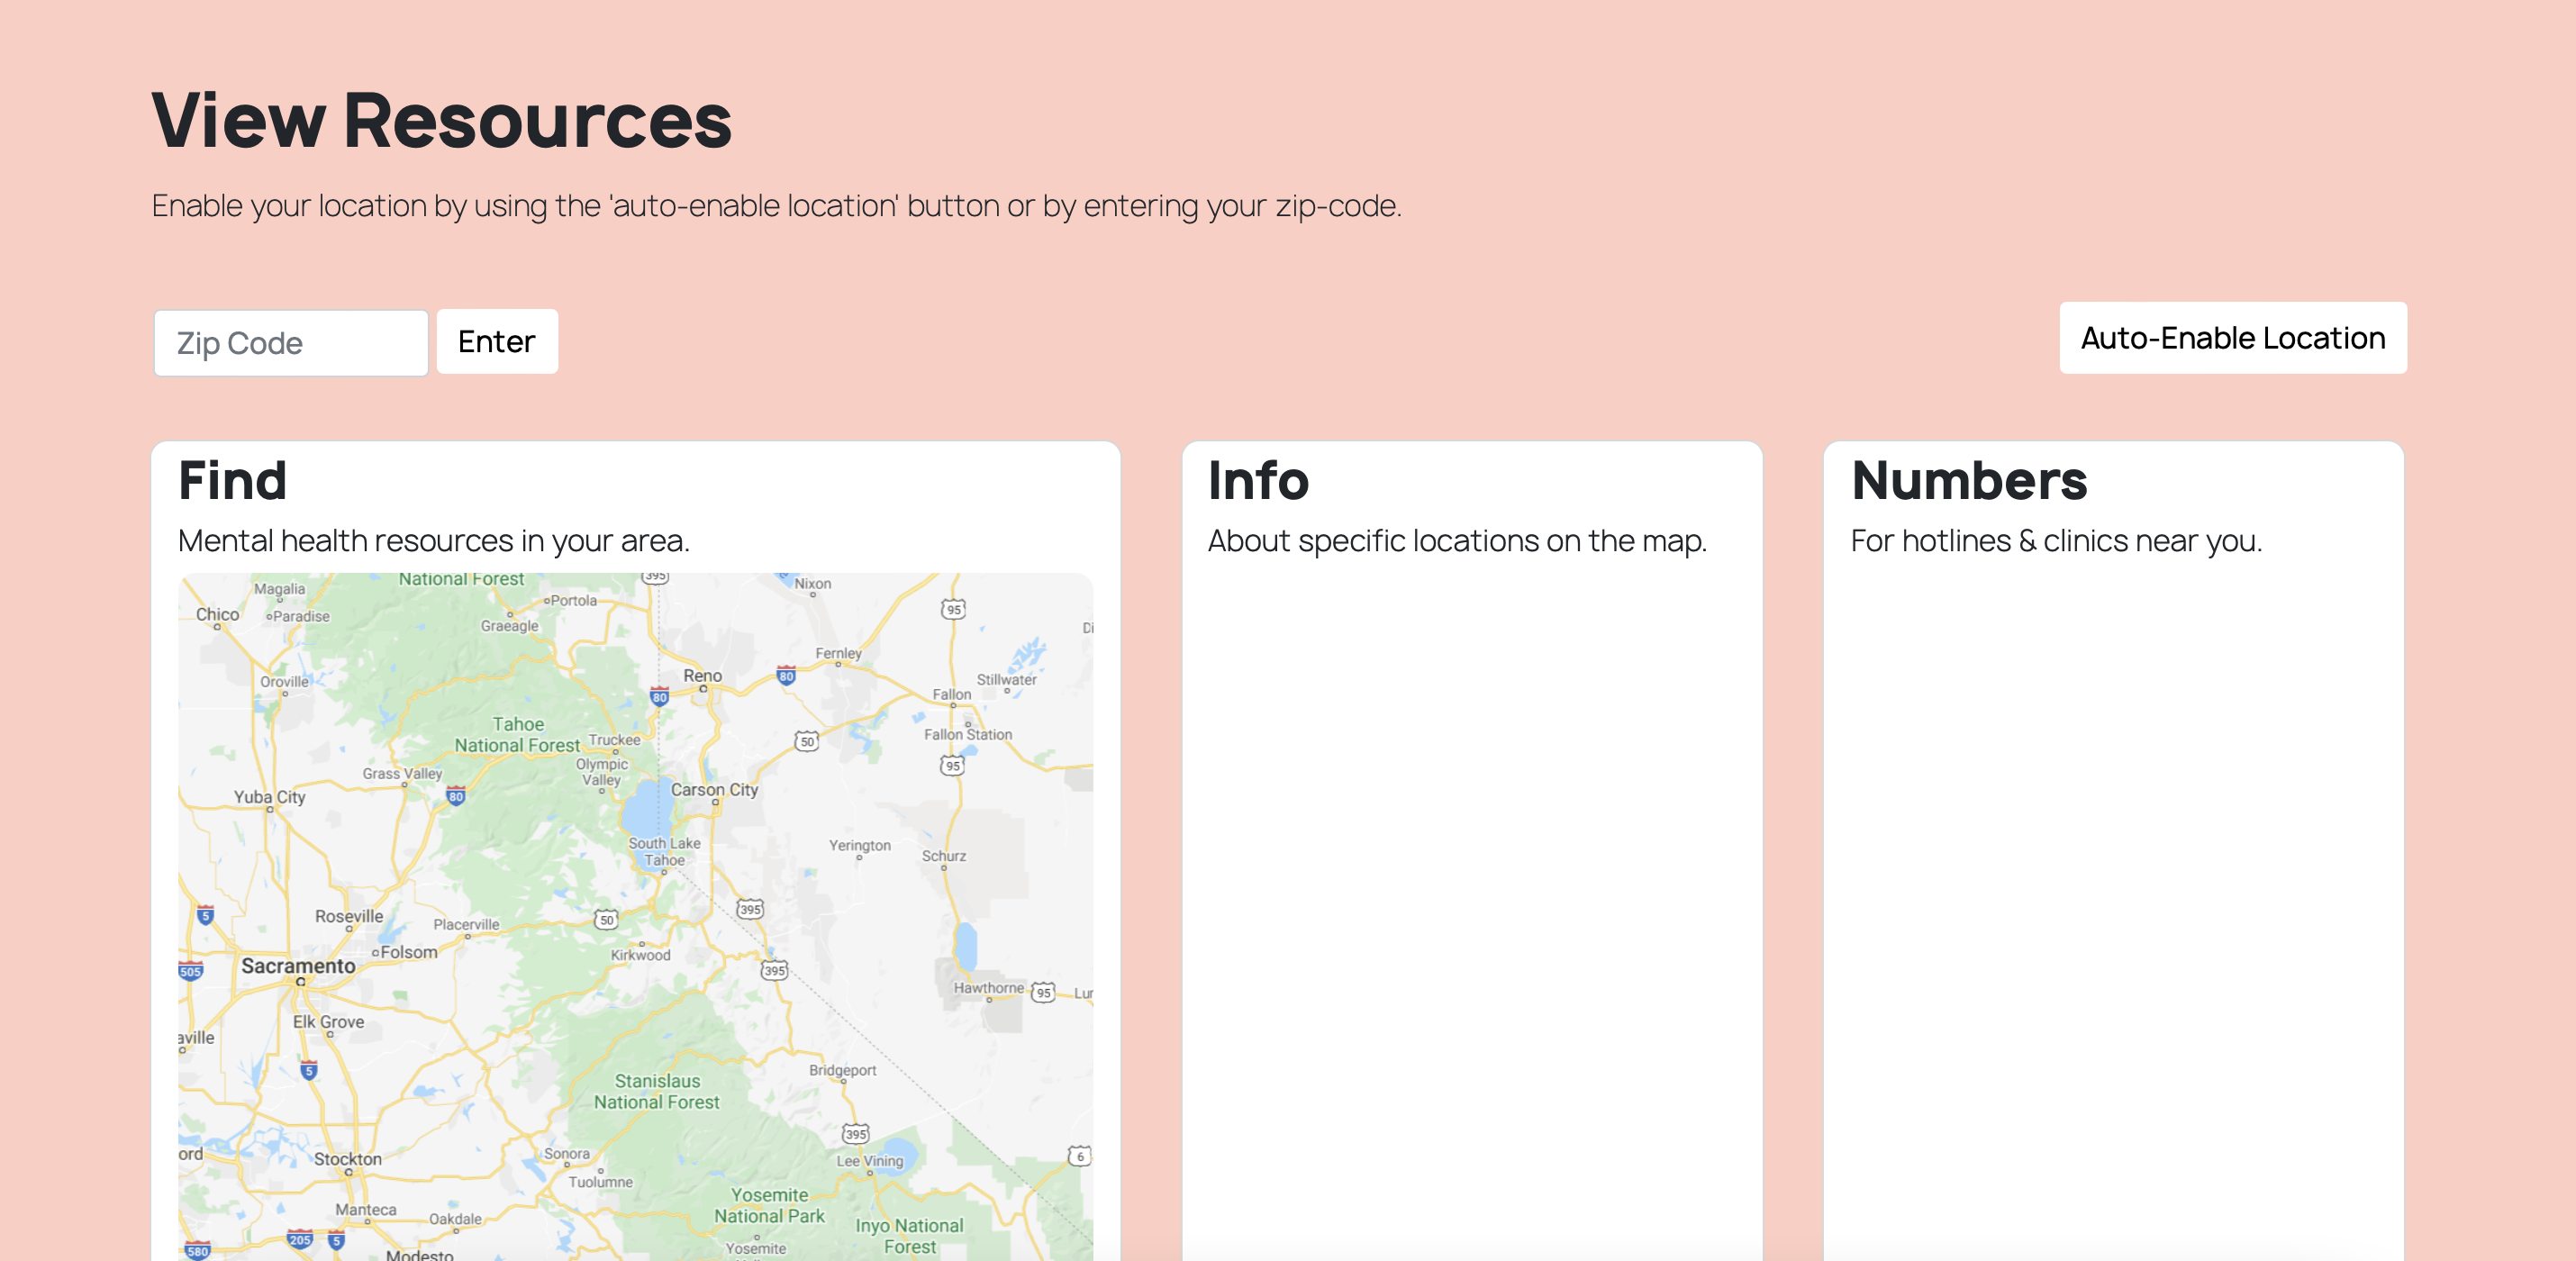 View Resources
Enable your location by using the 'auto-enable location' button or by entering your zip-code.
Zip Code
Enter
Auto-Enable Location
Find
Mental health resources in your area.
Info
About specific locations on the map.
Numbers
For hotlines & clinics near you.
National Forest
395
Nixon
Magalia
Portola
95
Chico
Paradise
Graeagle
Di
Fernley
Reno
80
Stillwater
Oroville
80
Fallon
Tahoe
National Forest
Truckee
50
Fallon Station
Olympic
Valley
95
Grass Valley
Yuba City
80
Carson City
South Lake
Tahoe
Yerington
Schurz
5
Roseville
Placerville
50
395
Folsom
Kirkwood
505
Sacramento
395
Hawthorne
95
Lun
Elk Grove
aville
5
Bridgeport
Stanislaus
National Forest
395
ord
Stockton
Sonora
Lee Vining
6
Tuolumne
Yosemite
National Park
Manteca
Oakdale
Inyo National
Forest
205
5
580
Modesto
Yosemite